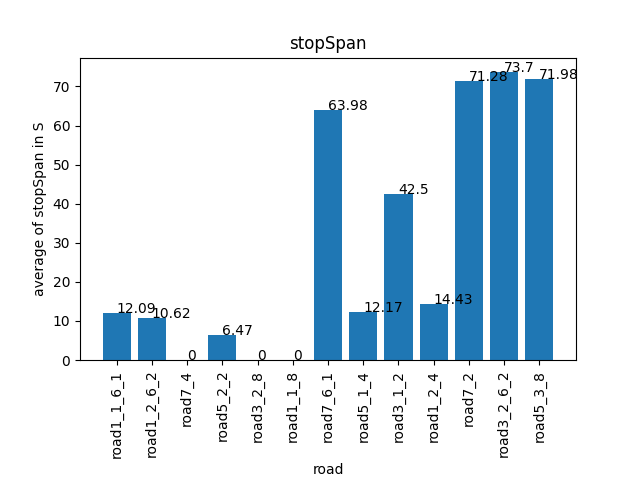 stopSpan
average of stopSpan in S
70
60
50
40
30
20
10
0
12.09
10.62
0
6.47
0
0
63.98
12.17
42.5
14.43
71.28
73.7
71.98
road1_1_6_1
road1_2_6_2
road7_4
road5_2_2
road3_2_8
road1_1_8
road7_6_1
road5_1_4
road3_1_2
road1_2_4
road7_2
road3_2_6_2
road5_3_8
road